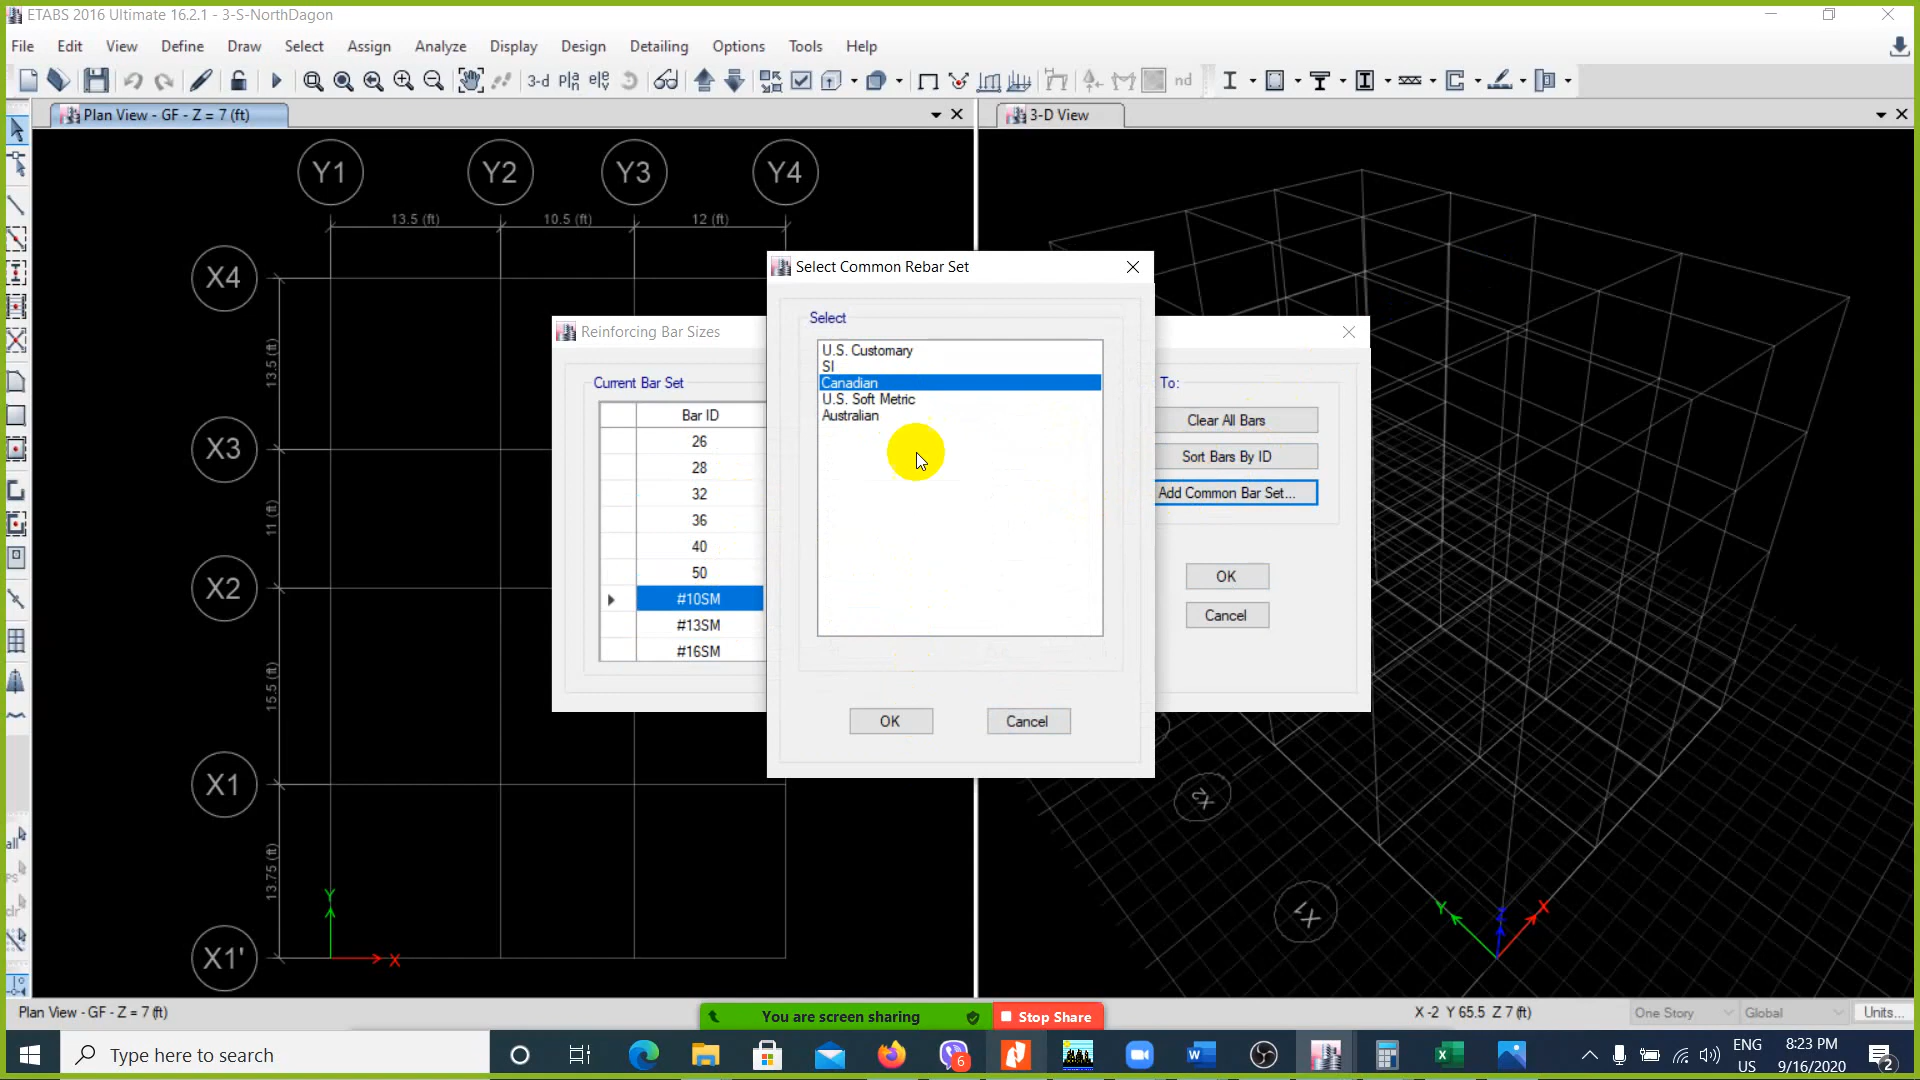 ETABS 2016 Ultimate 16.2.1 - 3-S-NorthDagon
File Edit View Define Draw Select Assign Analyze Display Design Detailing Options Tools Help
3-d nd
Plan View - GF - Z = 7 (ft)
3-D View
Y1 Y2 Y3 Y4
13.5 (ft) 10.5 (ft) 12 (ft)
X4
13.5 (ft)
X3
11 (ft)
X2
15.5 (ft)
X1
13.75 (ft)
X1'
Y
X
Select Common Rebar Set
Select
U.S. Customary
SI
Canadian
U.S. Soft Metric
Australian
OK Cancel
Reinforcing Bar Sizes
Current Bar Set
Bar ID
26
28
32
36
40
50
#10SM
#13SM
#16SM
To:
Clear All Bars
Sort Bars By ID
Add Common Bar Set...
OK
Cancel
Y Z X
Plan View - GF - Z = 7 (ft)
You are screen sharing Stop Share
X -2 Y 65.5 Z 7 (ft)
One Story Global Units...
Type here to search
6
ENG
US
8:23 PM
9/16/2020
2